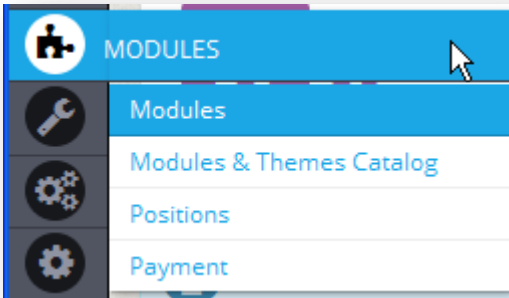 MODULES
Modules
Modules & Themes Catalog
Positions
Payment